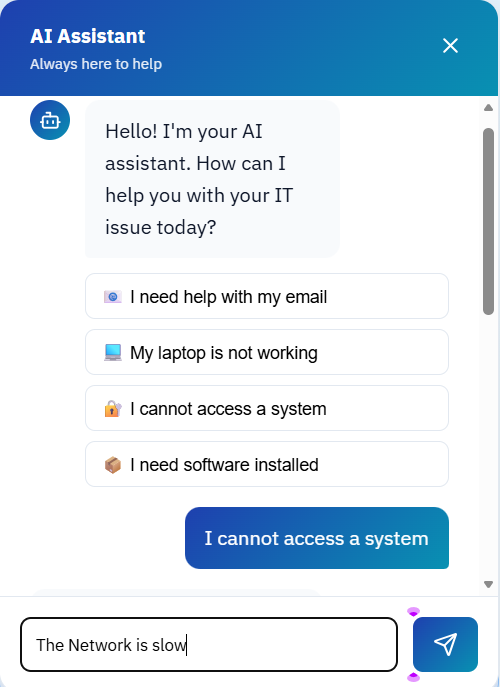 AI Assistant
Always here to help
Hello! I'm your AI
assistant. How can I
help you with your IT
issue today?
I need help with my email
My laptop is not working
I cannot access a system
I need software installed
I cannot access a system
The Network is slow